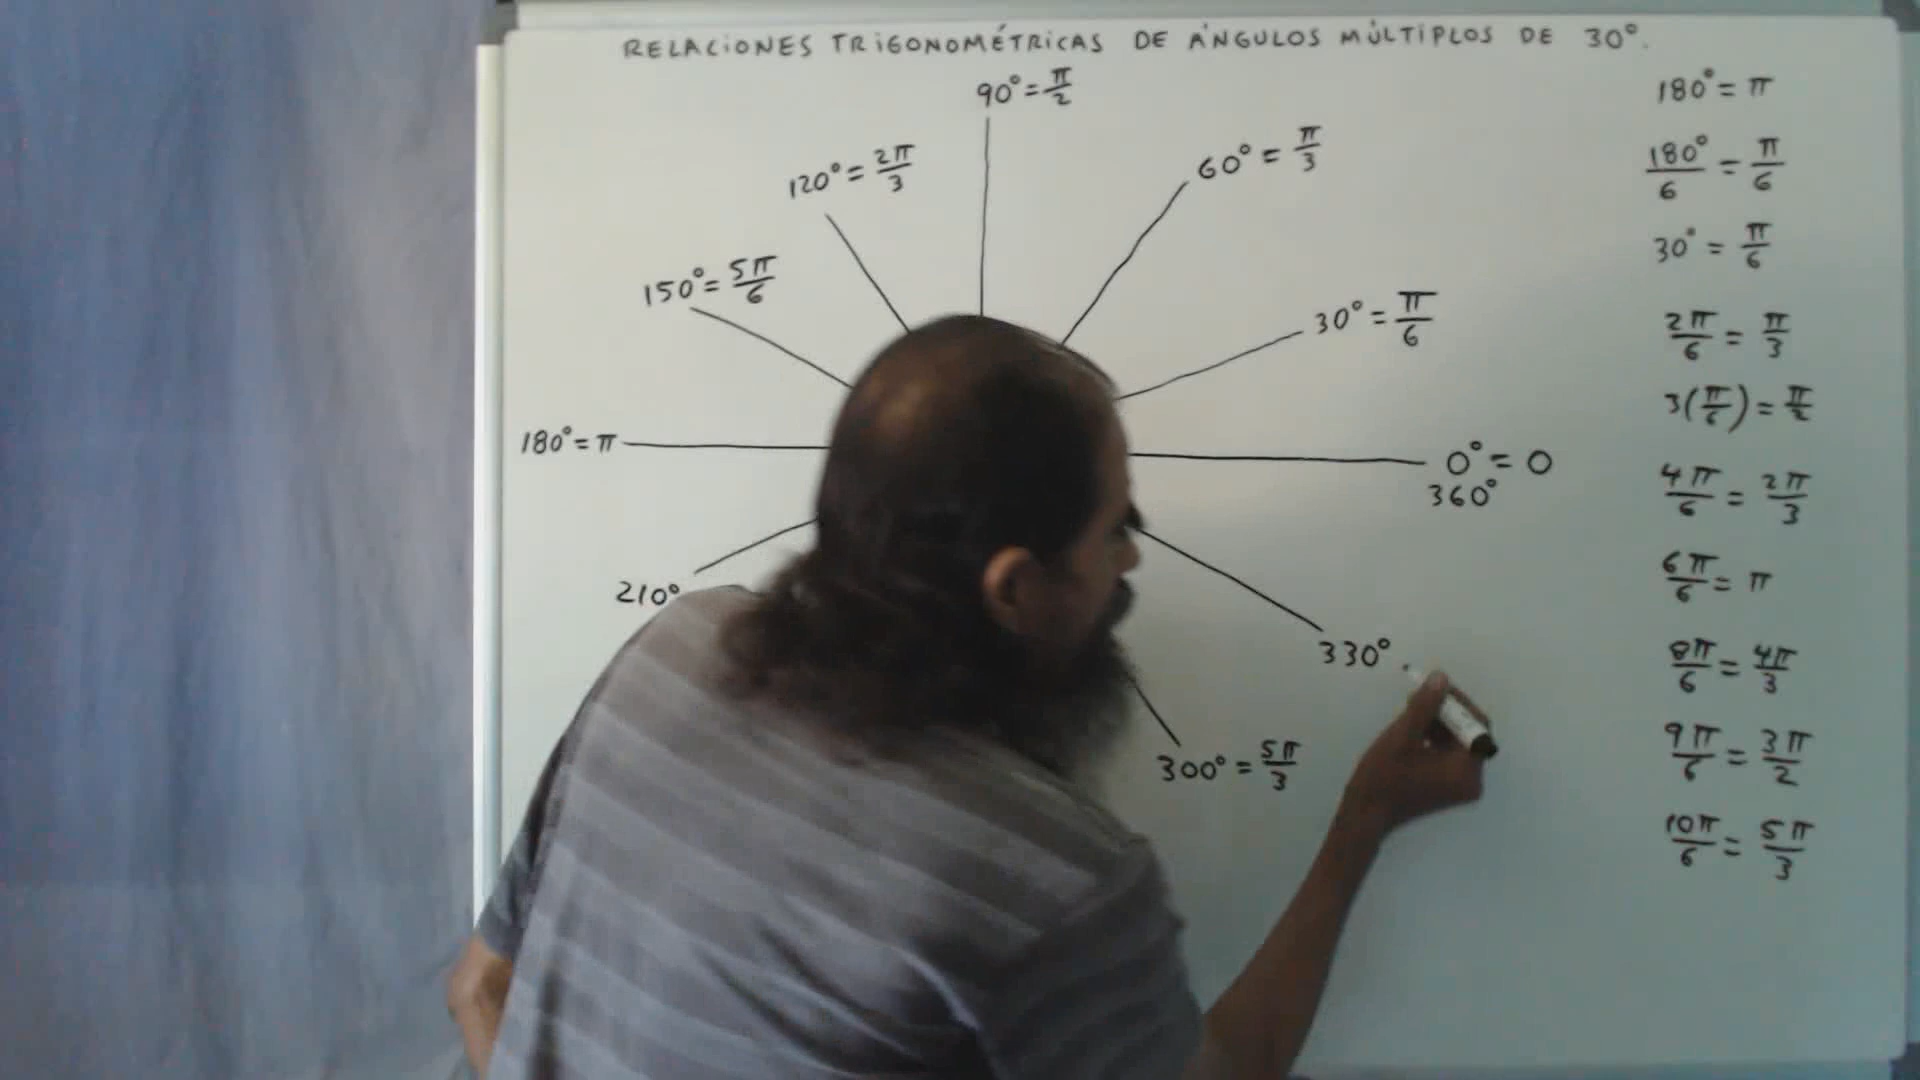 RELACIONES TRIGONOMÉTRICAS DE ÁNGULOS MÚLTIPLOS DE 30°.
90° = π/2
60° = π/3
120° = 2π/3
150° = 5π/6
30° = π/6
180° = π
0° = 0
360°
210°
330°
300° = 5π/3
180° = π
180°/6 = π/6
30° = π/6
2π/6 = π/3
3(π/6) = π/2
4π/6 = 2π/3
6π/6 = π
8π/6 = 4π/3
9π/6 = 3π/2
10π/6 = 5π/3